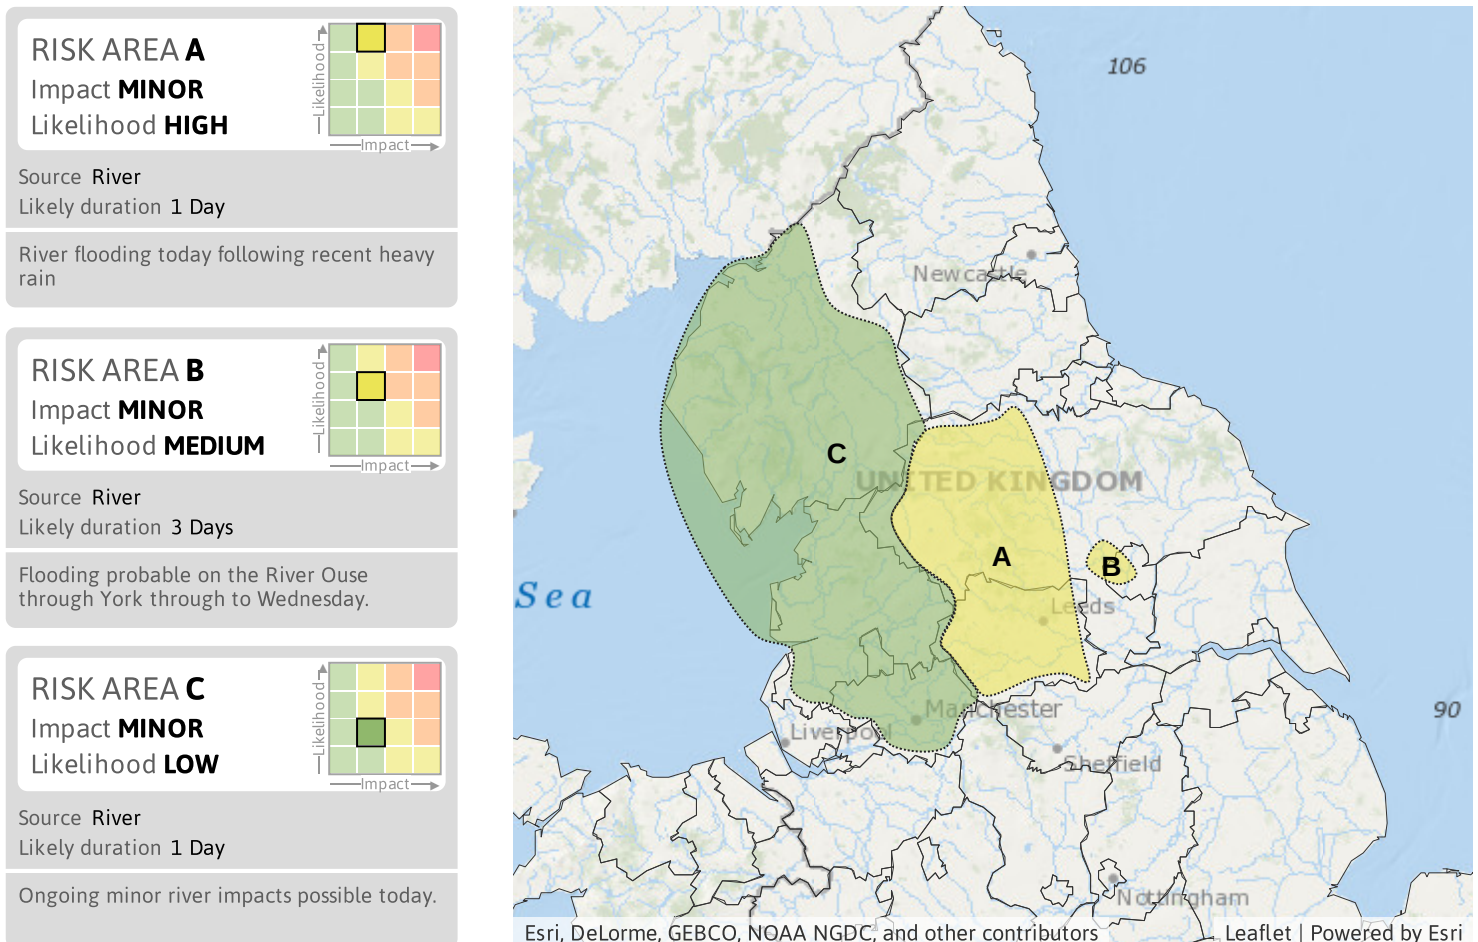 RISK AREA A
Impact MINOR
Likelihood HIGH
Likelihood
Impact
Source River
Likely duration 1 Day
River flooding today following recent heavy
rain
RISK AREA B
Impact MINOR
Likelihood MEDIUM
Likelihood
Impact
Source River
Likely duration 3 Days
Flooding probable on the River Ouse
through York through to Wednesday.
RISK AREA C
Impact MINOR
Likelihood LOW
Likelihood
Impact
Source River
Likely duration 1 Day
Ongoing minor river impacts possible today.
106
Newcastle
C
UNITED KINGDOM
A
B
Sea
Leeds
Manchester
90
Liverpool
Sheffield
Nottingham
Esri, DeLorme, GEBCO, NOAA NGDC, and other contributors
Leaflet | Powered by Esri